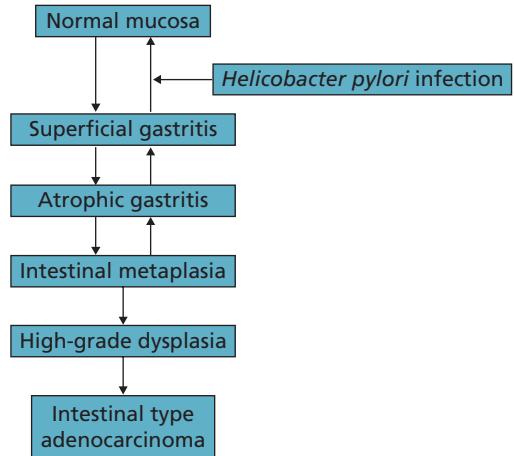 Normal mucosa
Helicobacter pylori infection
Superficial gastritis
Atrophic gastritis
Intestinal metaplasia
High-grade dysplasia
Intestinal type
adenocarcinoma